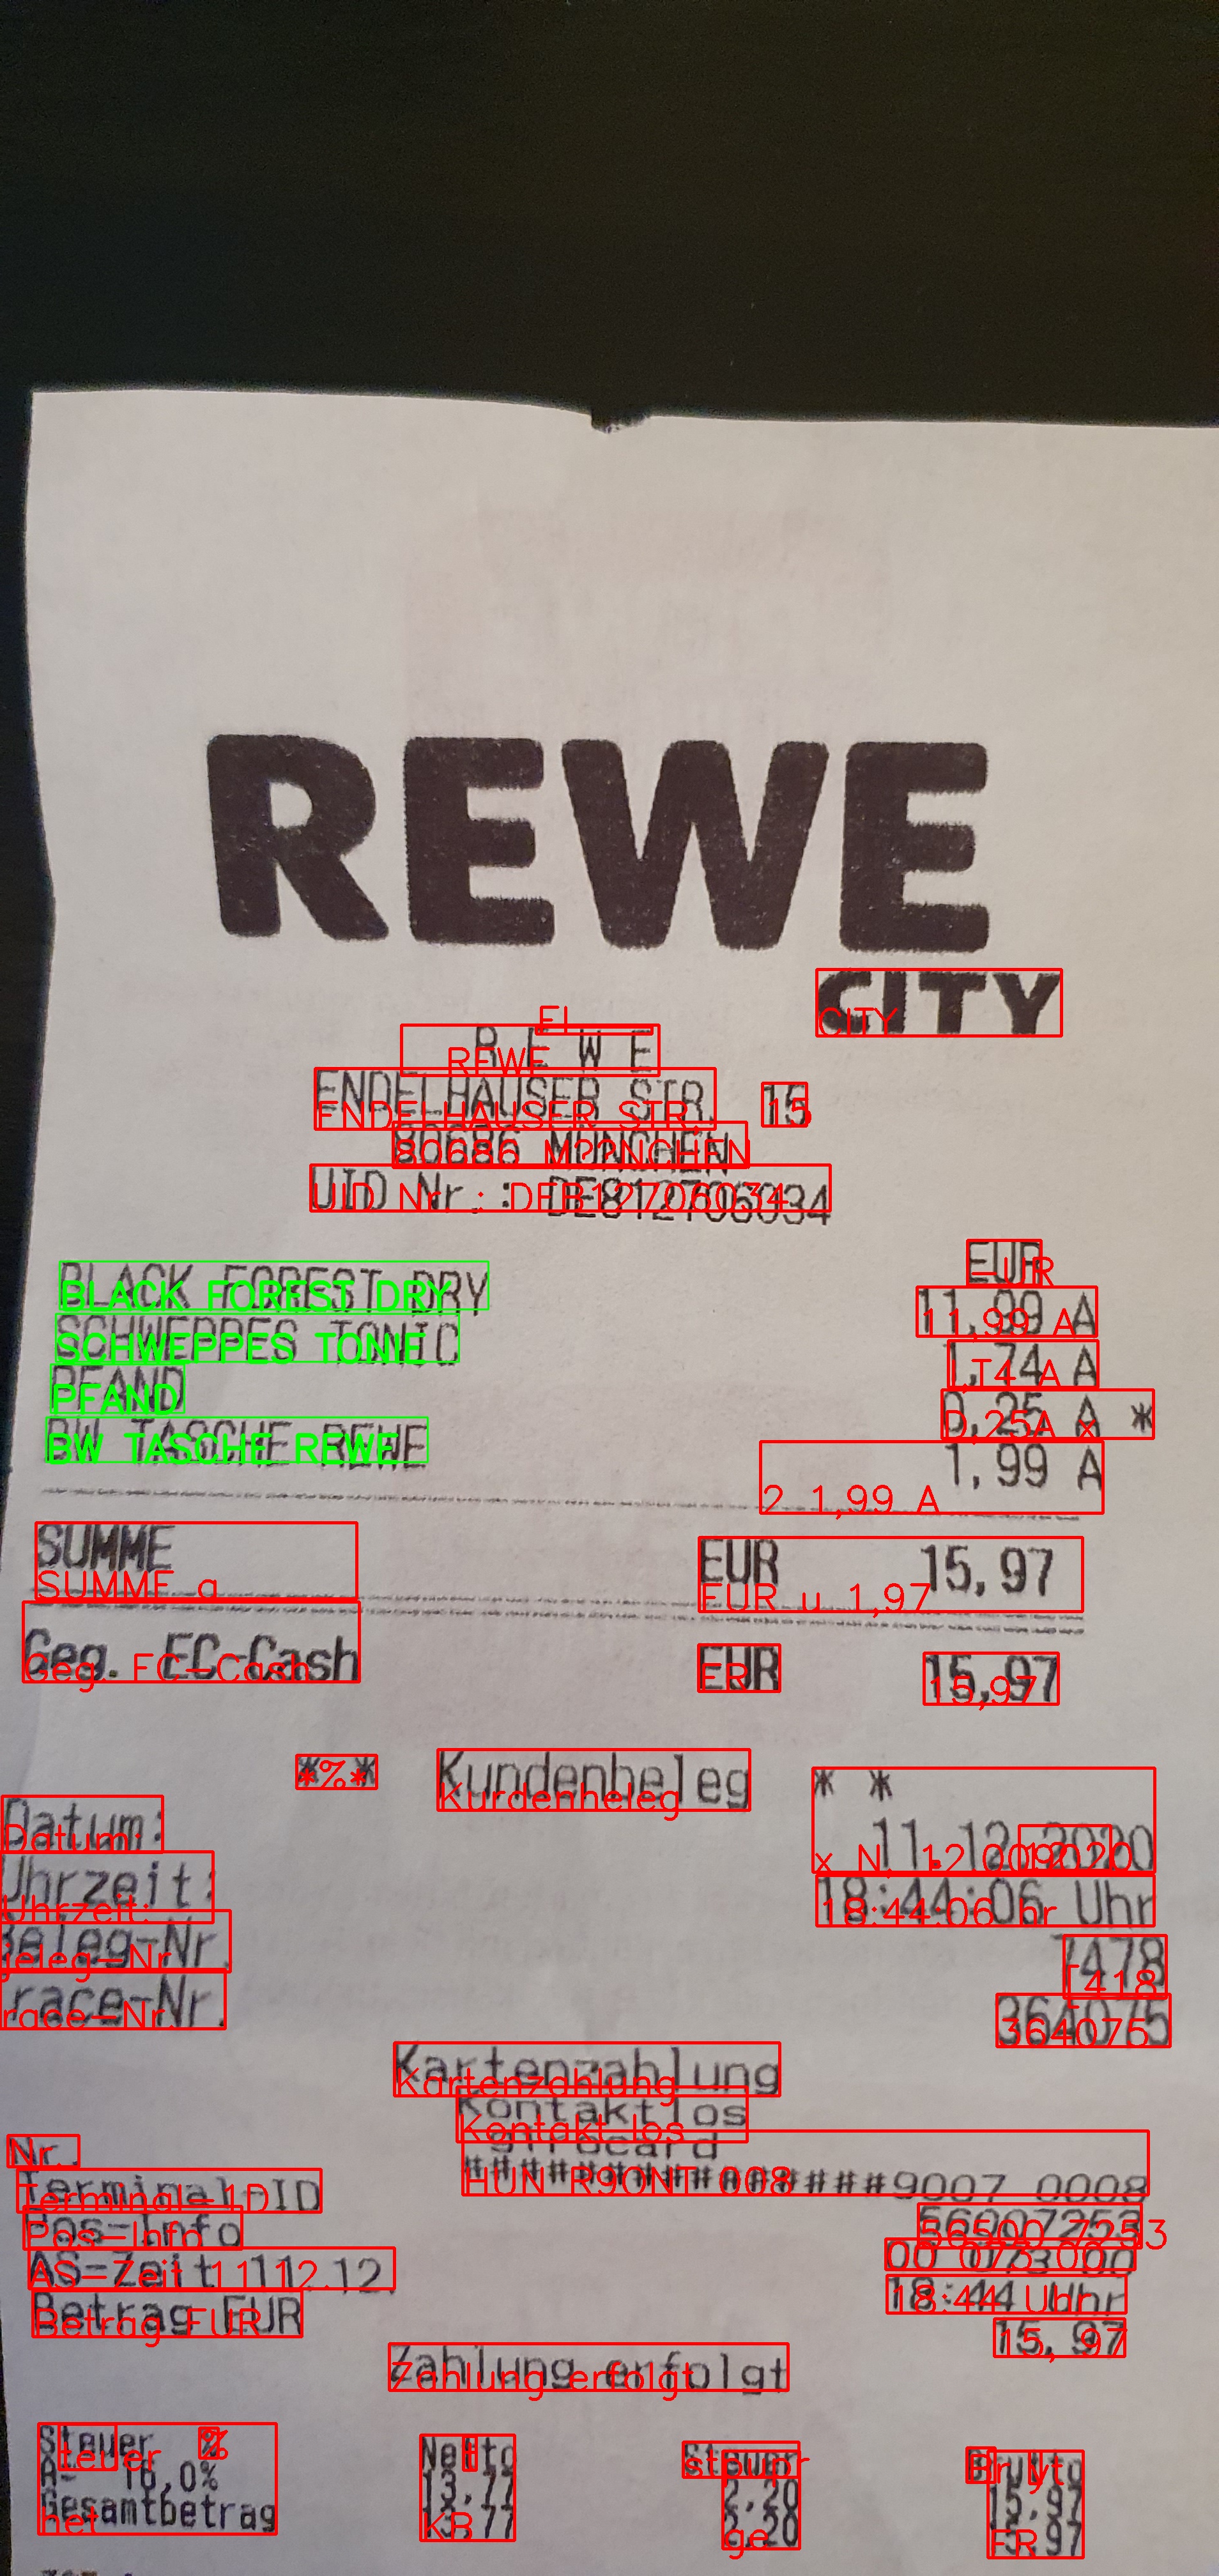 REWE
CITY
R E W E
ENDELHAUSER STR. 15
80686 MÜNCHEN
UID Nr.: DE812706034
EUR
BLACK FOREST DRY 11,99 A
SCHWEPPES TONIC 1,74 A
PFAND 0,25 A *
BW TASCHE REWE 1,99 A
SUMME EUR 15,97
Geg. EC-Cash EUR 15,97
* * Kundenbeleg * *
Datum: 11.12.2020
Uhrzeit: 18:44:06 Uhr
Beleg-Nr. 7478
Trace-Nr. 364075
Kartenzahlung
Kontaktlos
girocard
Nr. ##############9007 0008
Terminal-ID 56007253
Pos-Info 00 075 00
AS-Zeit 11.12. 18:44 Uhr
Betrag EUR 15,97
Zahlung erfolgt
Steuer % Netto Steuer Brutto
A= 16,0% 13,77 2,20 15,97
Gesamtbetrag 13,77 2,20 15,97